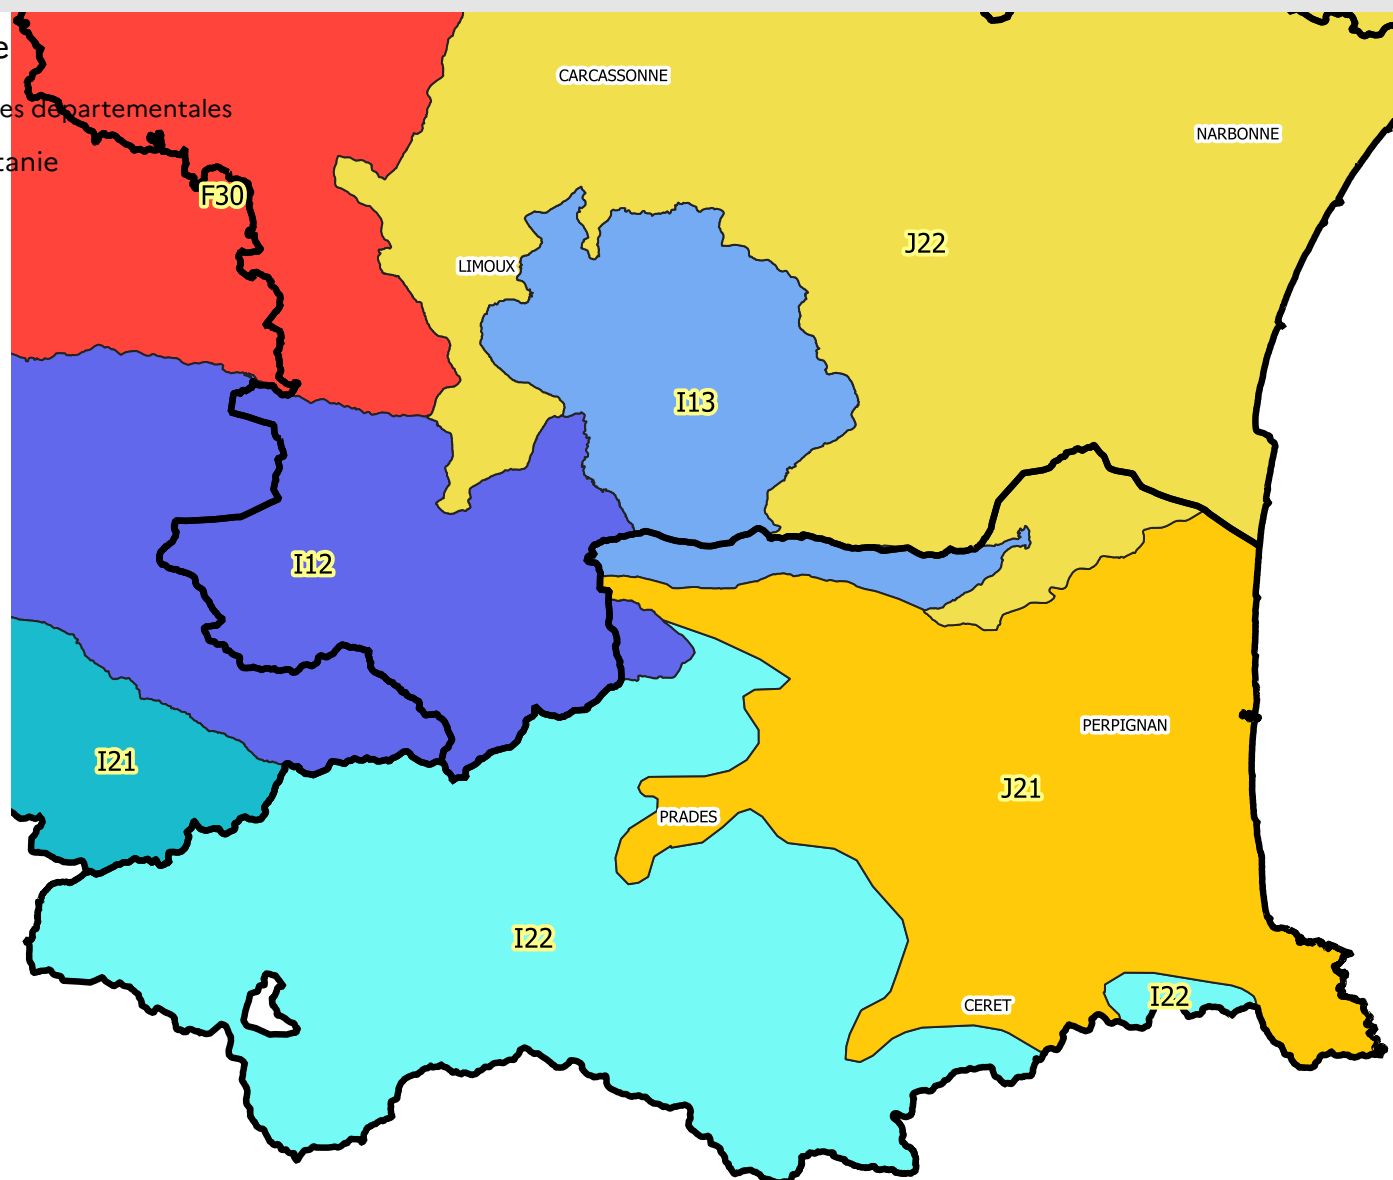 e
CARCASSONNE
es départementales
NARBONNE
tanie
F30
J22
LIMOUX
I13
I12
PERPIGNAN
I21
J21
PRADES
I22
I22
CERET